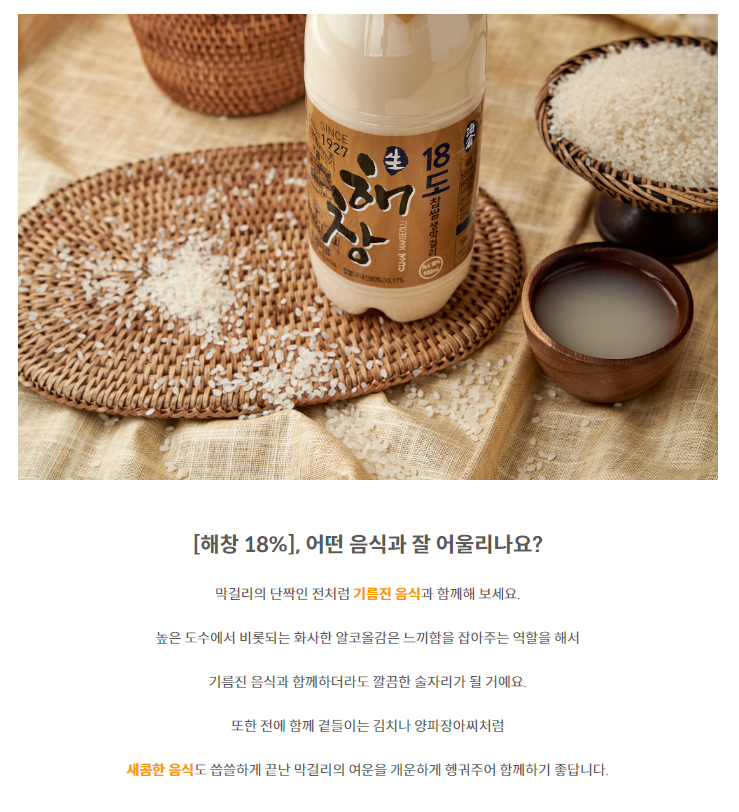 SINCE
1927
生
해창
MAKGEOLLI
18도
찹쌀생막걸리
[해창 18%], 어떤 음식과 잘 어울리나요?
막걸리의 단짝인 전처럼 기름진 음식과 함께해 보세요.
높은 도수에서 비롯되는 화사한 알코올감은 느끼함을 잡아주는 역할을 해서
기름진 음식과 함께하더라도 깔끔한 술자리가 될 거예요.
또한 전에 함께 곁들이는 김치나 양파장아찌처럼
새콤한 음식도 씁쓸하게 끝난 막걸리의 여운을 개운하게 헹궈주어 함께하기 좋답니다.